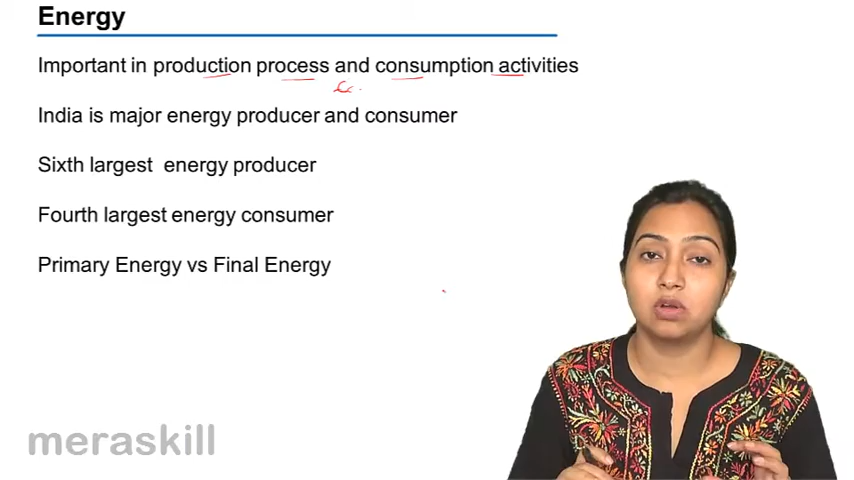 Energy
Important in production process and consumption activities
India is major energy producer and consumer
Sixth largest energy producer
Fourth largest energy consumer
Primary Energy vs Final Energy
meraskill